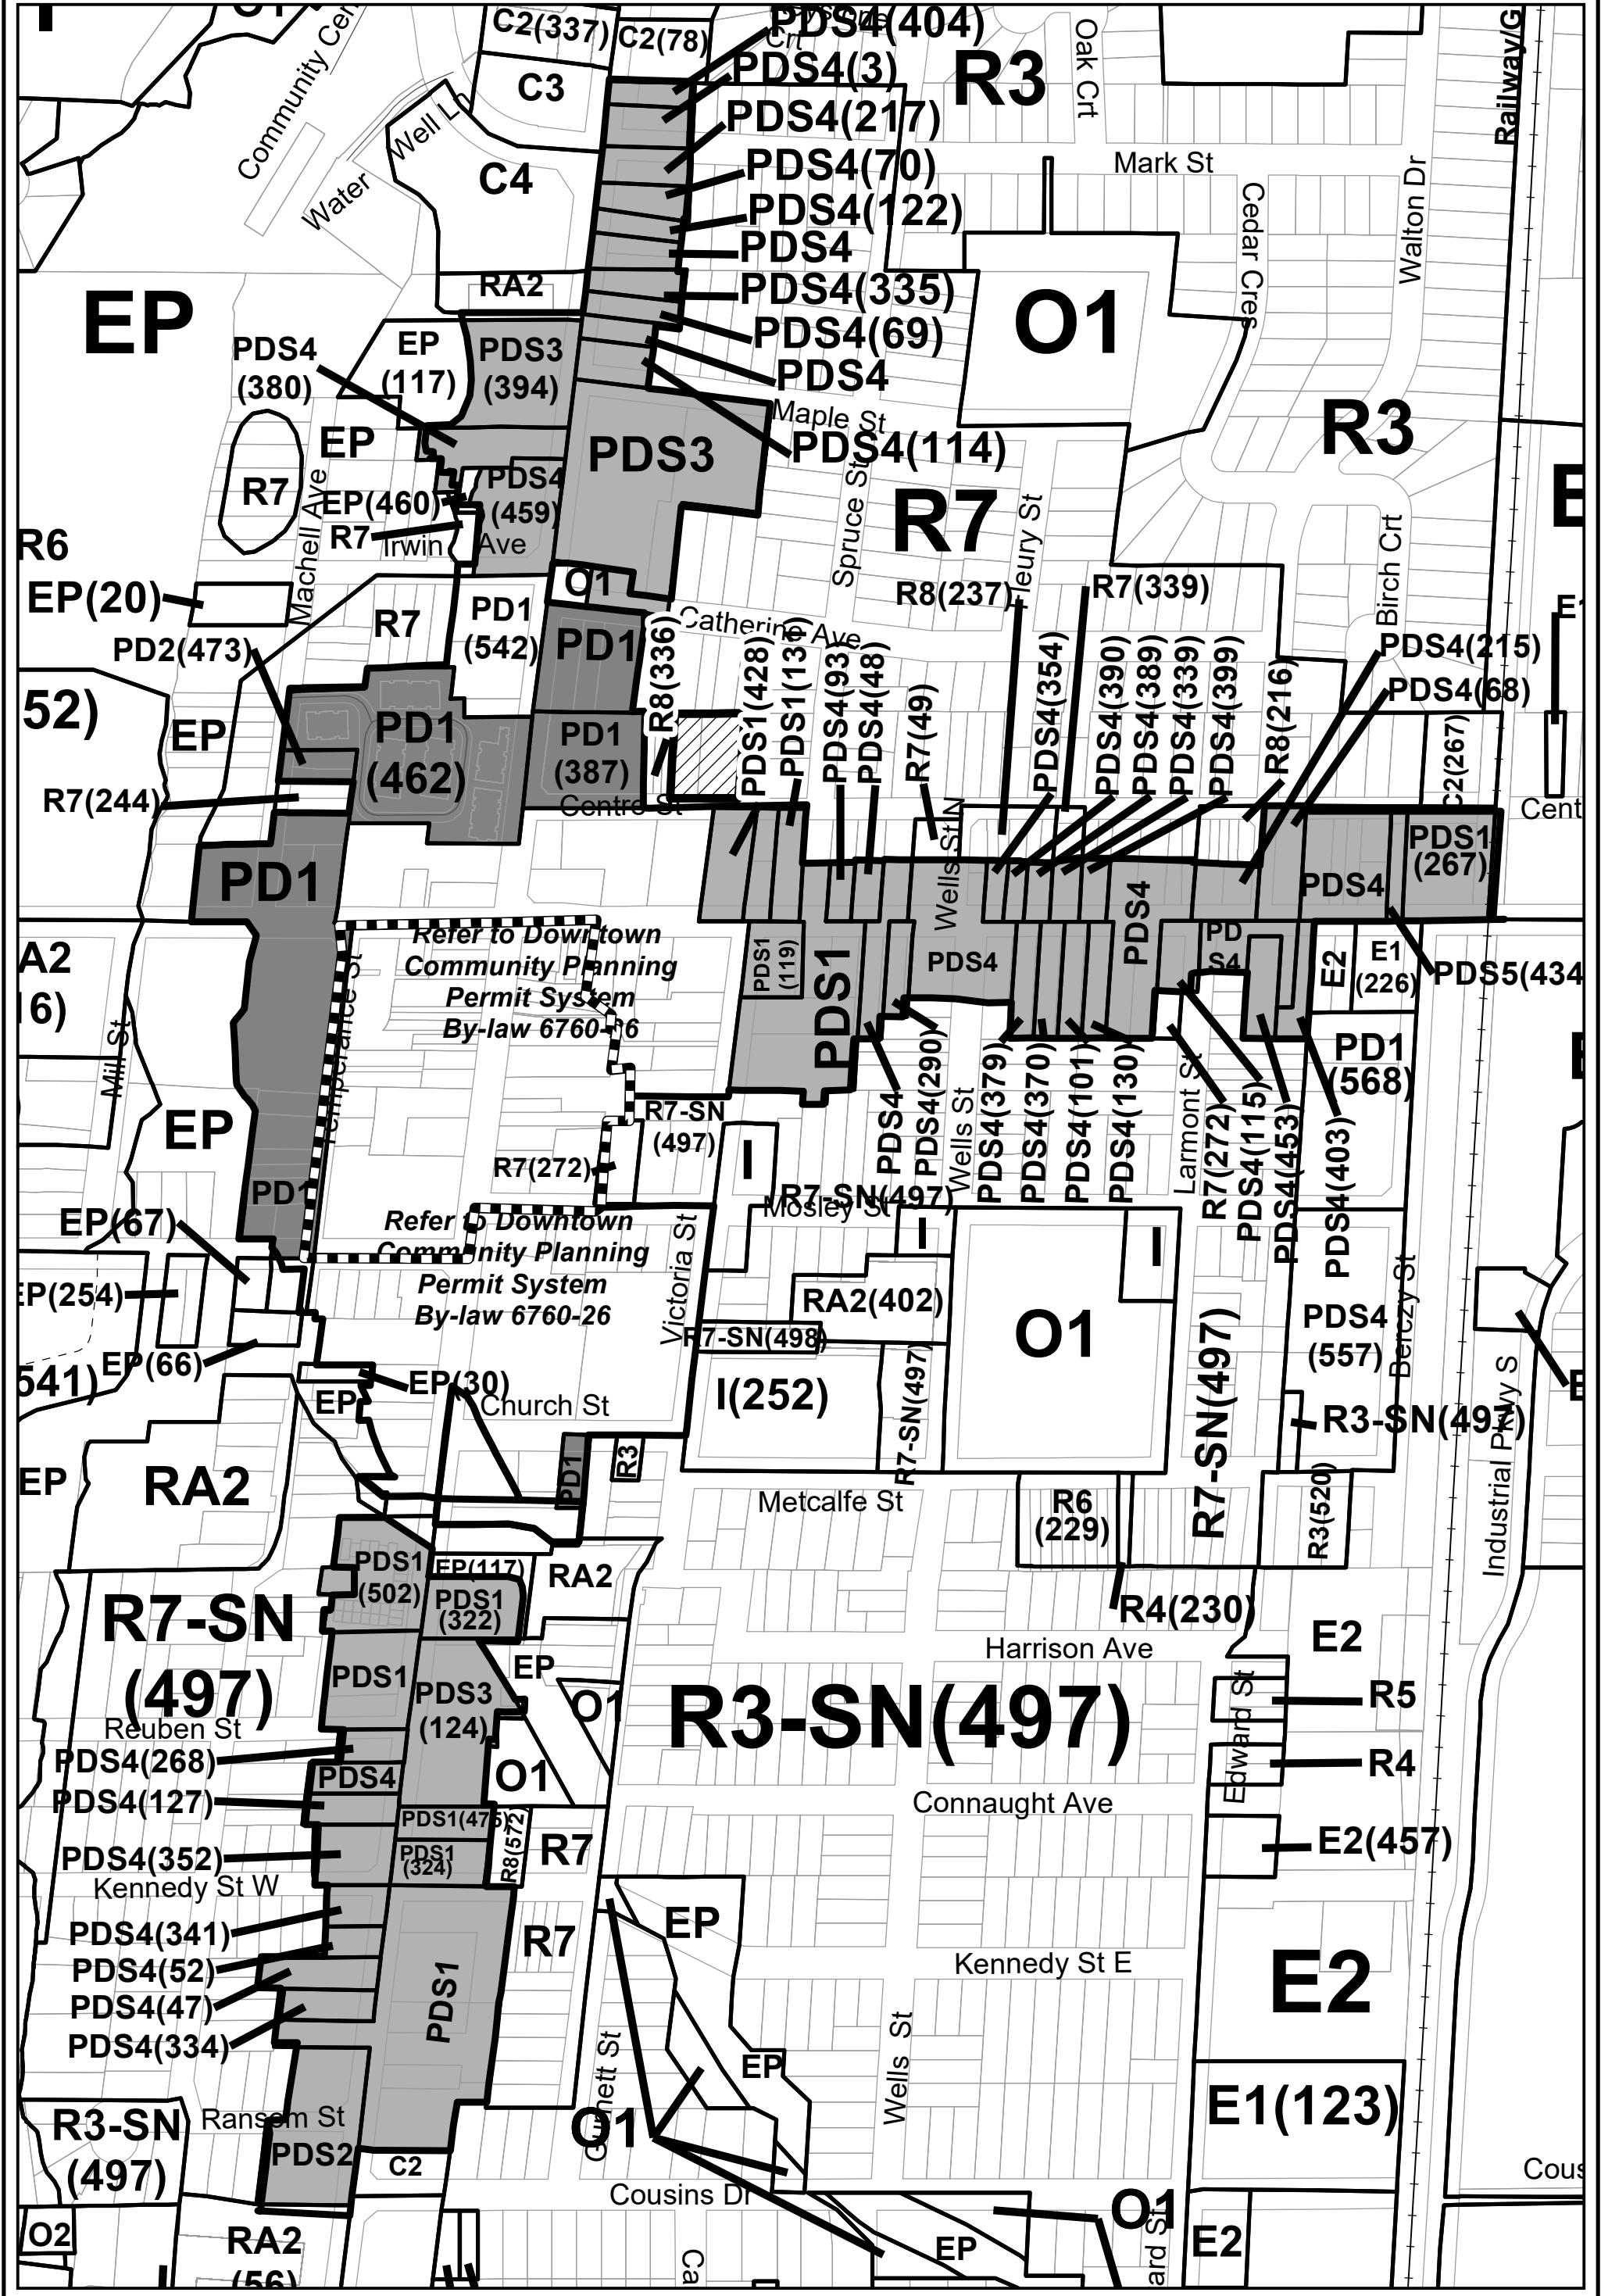 C2(337)
C2(78)
PDS4(404)
Crt
PDS4(3)
C3
R3
Oak Crt
Railway/G
Community Cen
Well Ln
PDS4(217)
PDS4(70)
Mark St
C4
Water
PDS4(122)
Cedar Cres
Walton Dr
PDS4
RA2
PDS4(335)
EP
O1
PDS4(69)
PDS4
(380)
EP
(117)
PDS3
(394)
PDS4
Maple St
R3
PDS3
PDS4(114)
EP
R7
Machell Ave
EP(460)
PDS4
(459)
Spruce St
R7
Fleury St
Birch Crt
E
R6
R7
Irwin Ave
EP(20)
O1
R8(237)
R7(339)
R7
PD1
(542)
PD1
Catherine Ave
PD2(473)
R8(336)
PDS4(215)
PDS4(68)
52)
EP
PD1
(462)
PD1
(387)
PDS1(428)
PDS4(93)
PDS4(48)
R7(49)
PDS4(354)
PDS4(390)
PDS4(389)
PDS4(339)
PDS4(399)
R8(216)
C2(267)
R7(244)
Centre St
Cent
PD1
Wells St N
PDS4
PDS4
PDS1
(267)
A2
16)
Refer to Downtown
Community Planning
Permit System
By-law 6760-26
PDS1
(119)
PDS1
PDS4
PD
S4
E2
E1
(226)
PDS5(434
Mill St
Temperance St
PD1
(568)
EP
R7-SN
(497)
I
PDS4
PDS4(290)
Wells St
PDS4(379)
PDS4(370)
PDS4(101)
PDS4(130)
Larmont St
R7(272)
PDS4(115)
PDS4(453)
PDS4(403)
R7(272)
PD1
R7-SN(497)
Mosley St
EP(67)
Refer to Downtown
Community Planning
Permit System
By-law 6760-26
Victoria St
I
I
EP(254)
RA2(402)
O1
PDS4
(557)
Berczy St
R7-SN(498)
EP(66)
541)
EP(30)
EP
Church St
I(252)
R7-SN(497)
R7-SN(497)
R3-SN(497)
Industrial Pkwy S
EP
RA2
PD1
R3
Metcalfe St
R6
(229)
R3(520)
PDS1
(502)
EP(117)
RA2
PDS1
(322)
R4(230)
R7-SN
(497)
Harrison Ave
E2
PDS1
EP
PDS3
(124)
O1
R3-SN(497)
R5
Reuben St
PDS4(268)
PDS4
O1
Edward St
R4
PDS4(127)
PDS1(475)
Connaught Ave
R8(572)
R7
PDS4(352)
PDS1
(324)
E2(457)
Kennedy St W
PDS4(341)
EP
R7
PDS4(52)
Kennedy St E
E2
PDS4(47)
PDS1
PDS4(334)
Gurnett St
EP
Wells St
E1(123)
R3-SN
(497)
Ransom St
O1
PDS2
C2
Cous
Cousins Dr
O1
O2
RA2
(56)
EP
E2
ard St
Ca